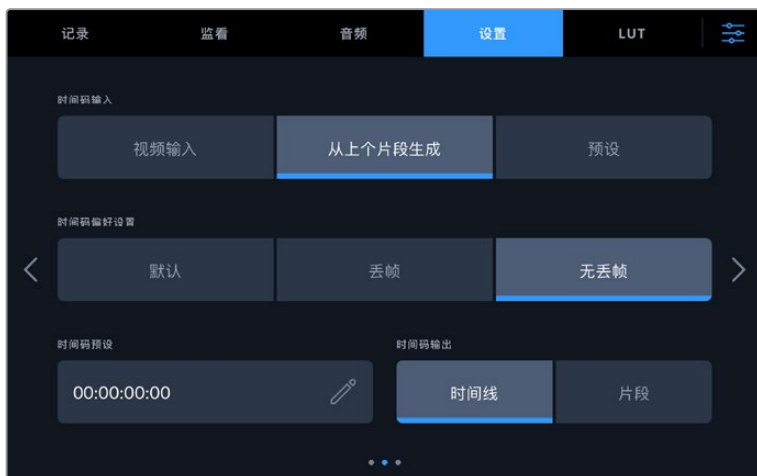 记录 监看 音频 设置 LUT
时间码输入
视频输入 从上个片段生成 预设
时间码偏好设置
默认 丢帧 无丢帧
时间码预设 时间码输出
00:00:00:00 时间线 片段